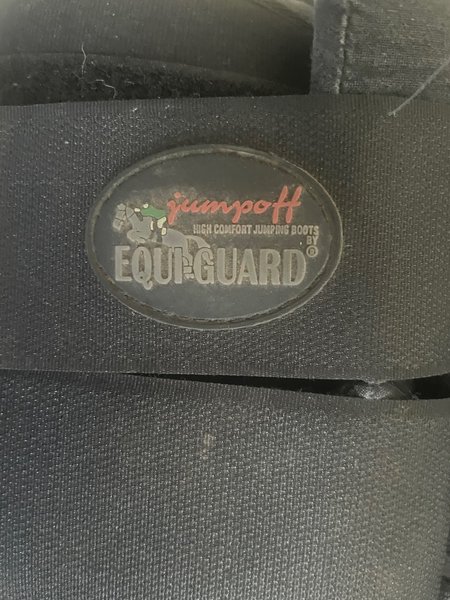 jumpoff
HIGH COMFORT JUMPING BOOTS
BY
EQUI-GUARD®